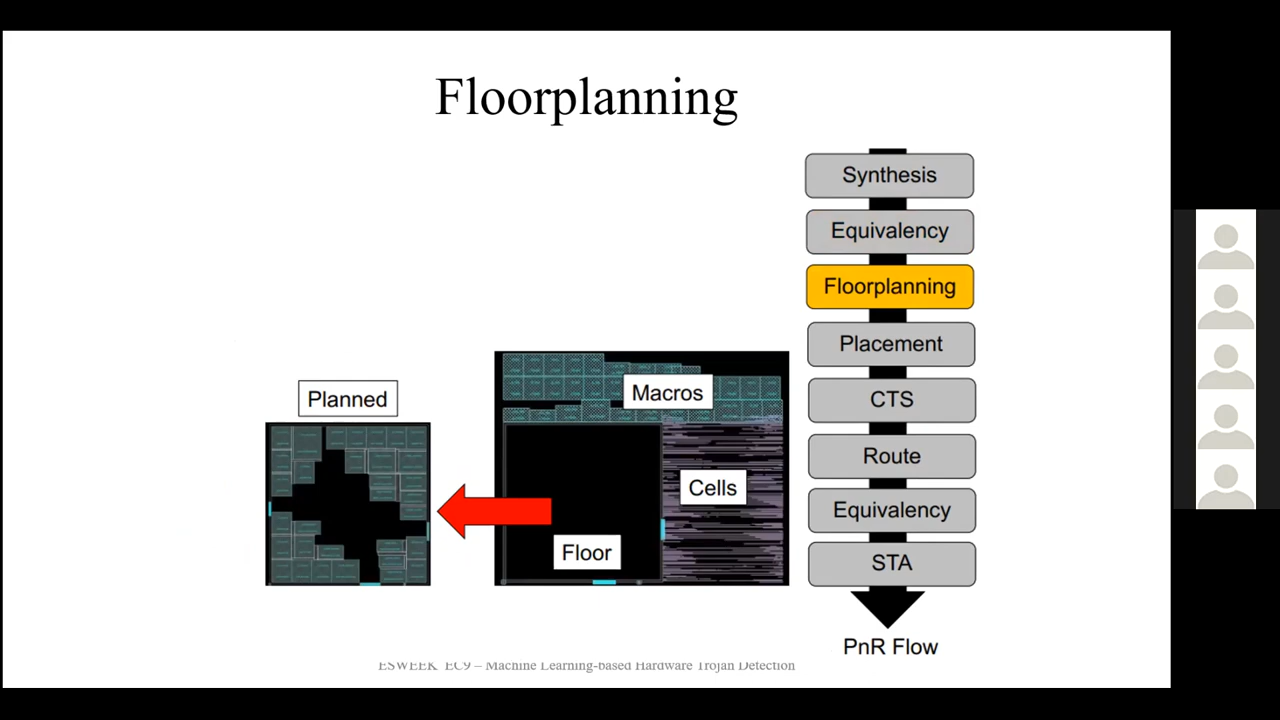 Floorplanning
Synthesis
Equivalency
Floorplanning
Placement
CTS
Route
Equivalency
STA
PnR Flow
Planned
Macros
Cells
Floor
ESWEEK EC9 – Machine Learning-based Hardware Trojan Detection